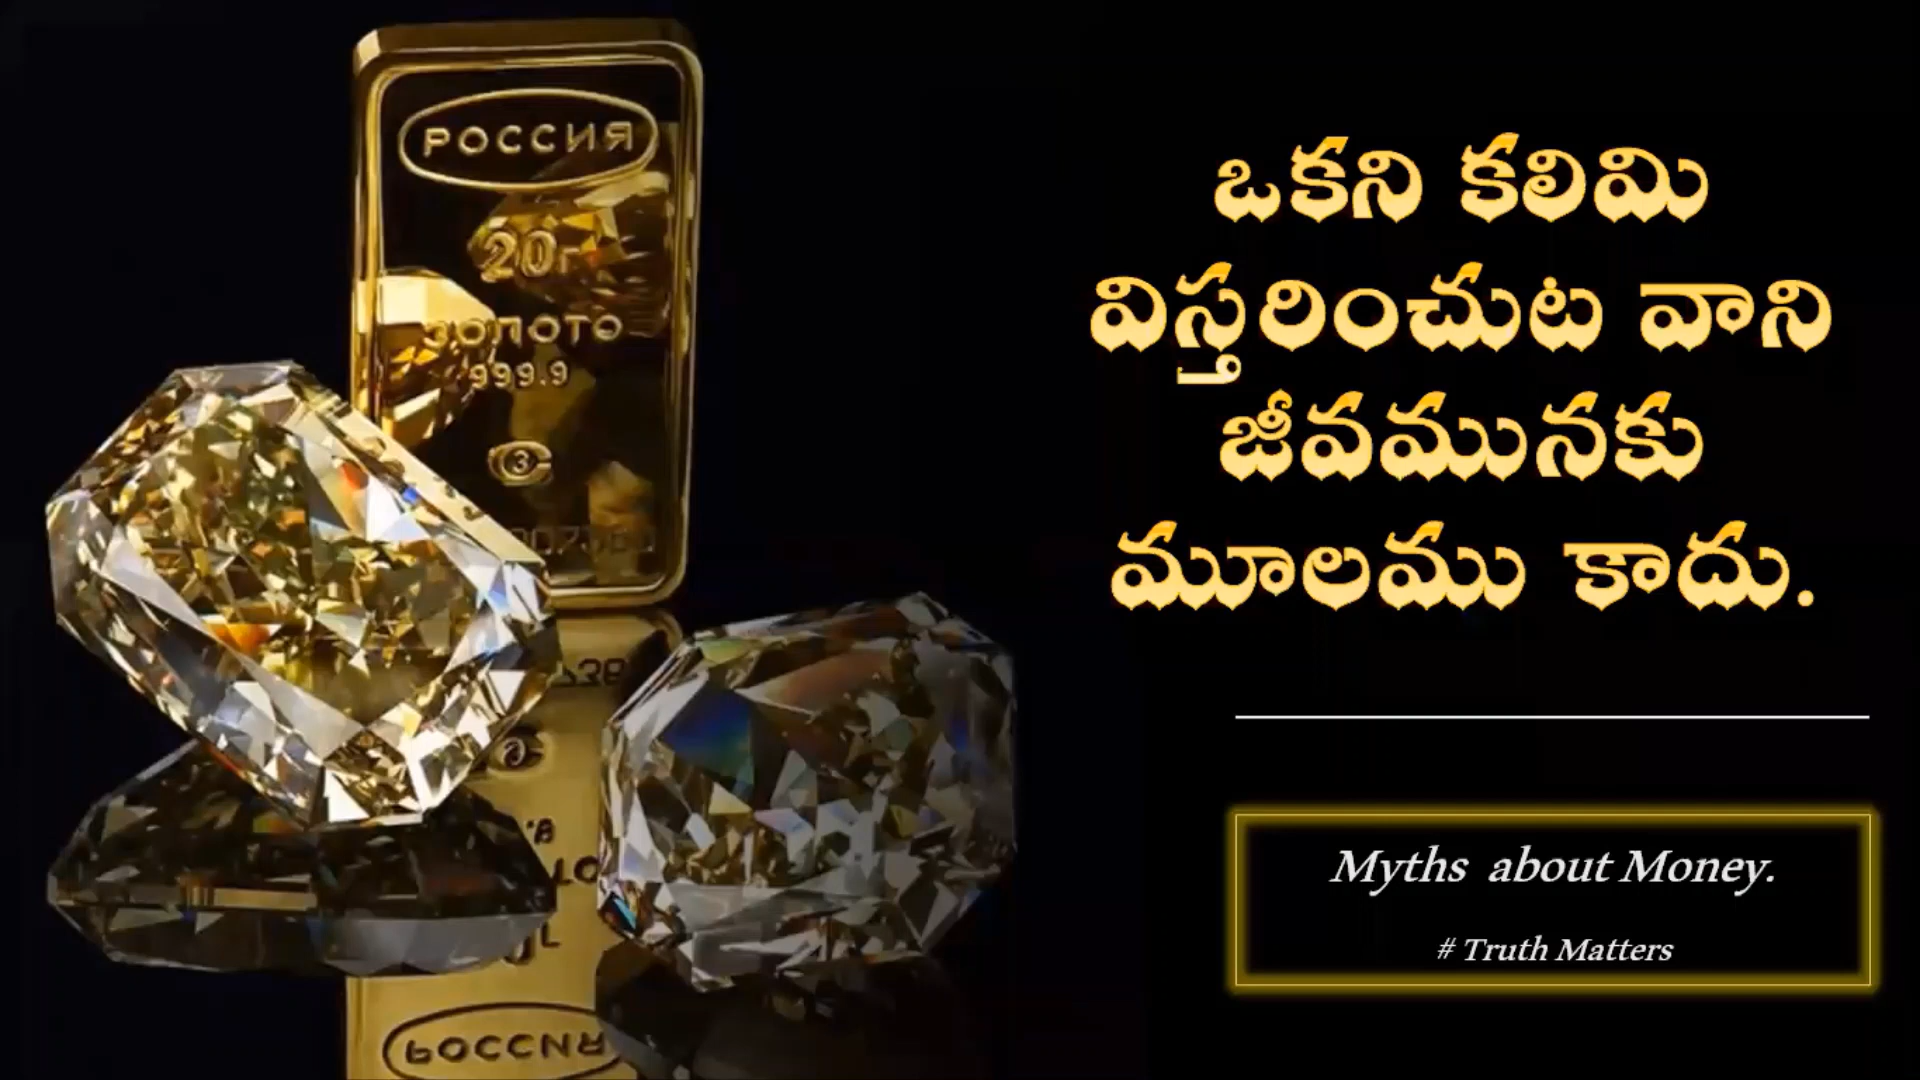 РОССИЯ
20г
ЗОЛОТО
999.9
ఒకని కలిమి
విస్తరించుట వాని
జీవమునకు
మూలము కాదు.
Myths about Money.
# Truth Matters